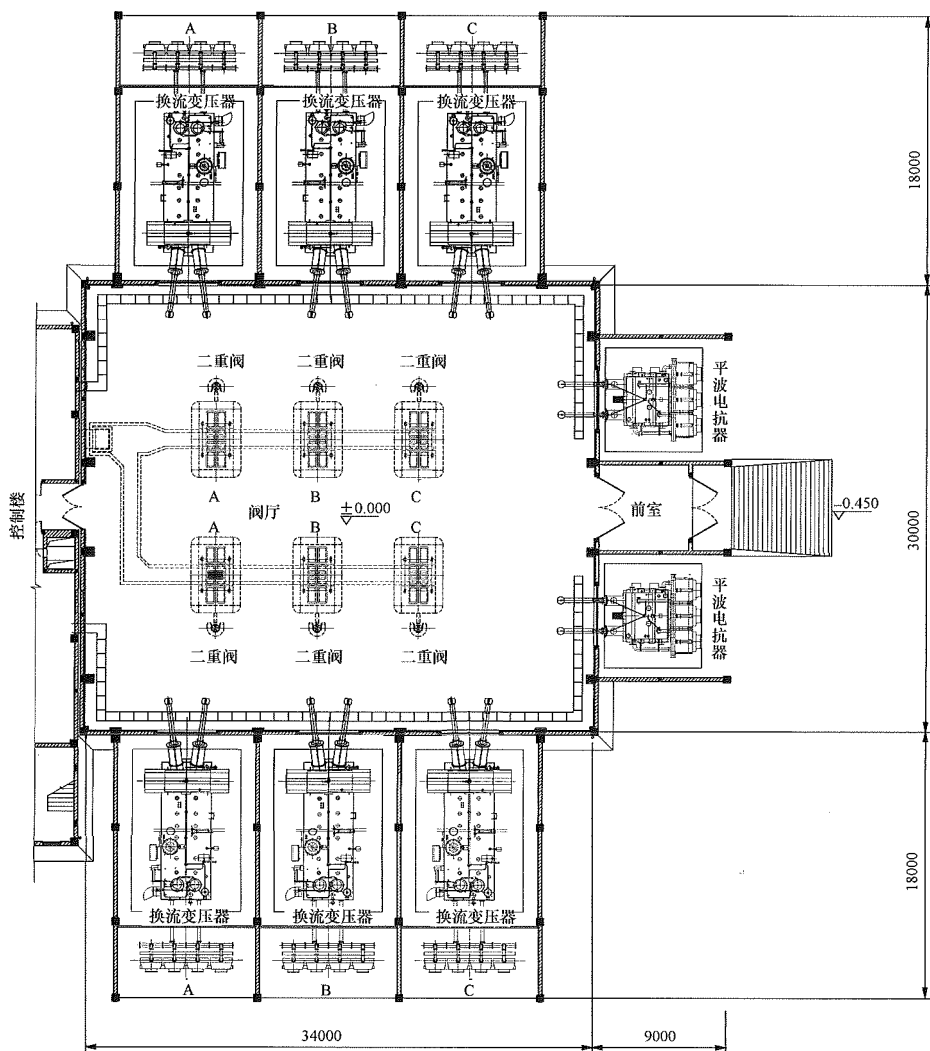 A
B
C
换流变压器
换流变压器
换流变压器
18000
二重阀
二重阀
二重阀
平波电抗器
A
B
C
控制楼
阀厅
±0.000
前室
-0.450
30000
A
B
C
平波电抗器
二重阀
二重阀
二重阀
换流变压器
换流变压器
换流变压器
18000
A
B
C
34000
9000